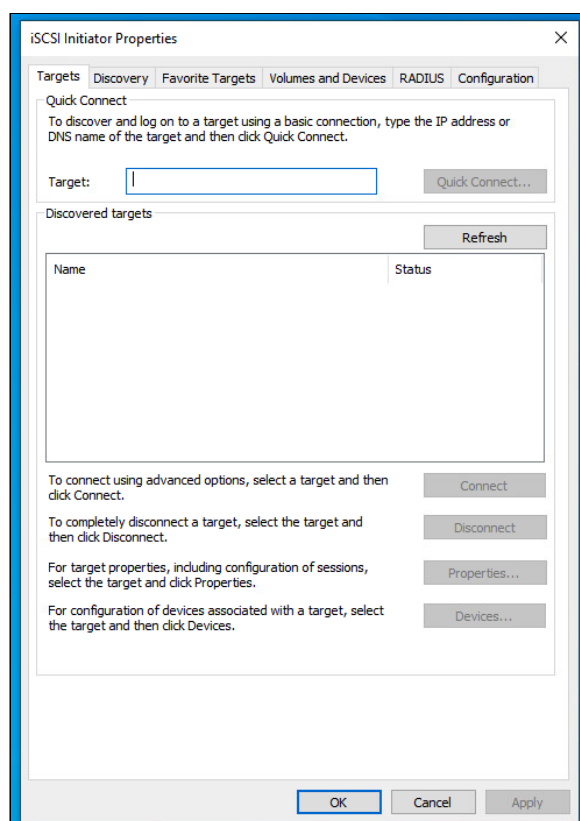 iSCSI Initiator Properties
Targets Discovery Favorite Targets Volumes and Devices RADIUS Configuration
Quick Connect
To discover and log on to a target using a basic connection, type the IP address or
DNS name of the target and then click Quick Connect.
Target: Quick Connect...
Discovered targets
Refresh
Name Status
To connect using advanced options, select a target and then
click Connect.
Connect
To completely disconnect a target, select the target and
then click Disconnect.
Disconnect
For target properties, including configuration of sessions,
select the target and click Properties.
Properties...
For configuration of devices associated with a target, select
the target and then click Devices.
Devices...
OK Cancel Apply